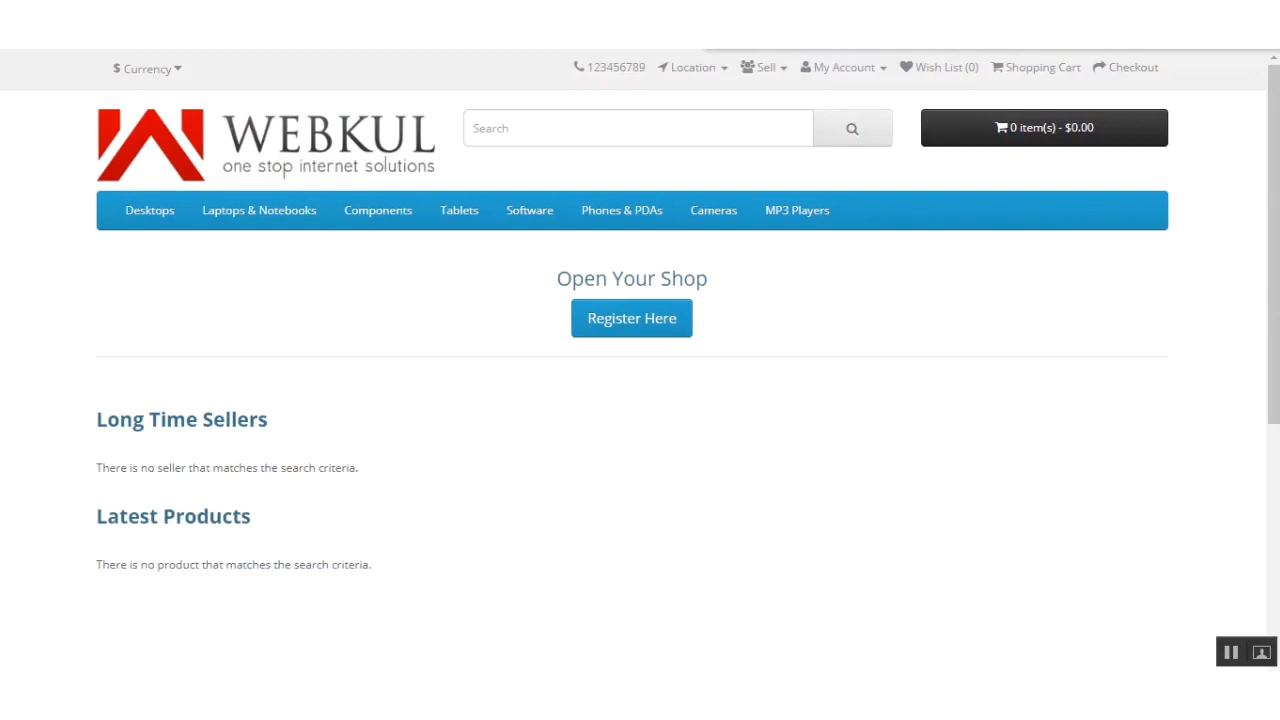 $ Currency
123456789 Location Sell My Account Wish List (0) Shopping Cart Checkout
WEBKUL
one stop internet solutions
Search
0 item(s) - $0.00
Desktops Laptops & Notebooks Components Tablets Software Phones & PDAs Cameras MP3 Players
Open Your Shop
Register Here
Long Time Sellers
There is no seller that matches the search criteria.
Latest Products
There is no product that matches the search criteria.